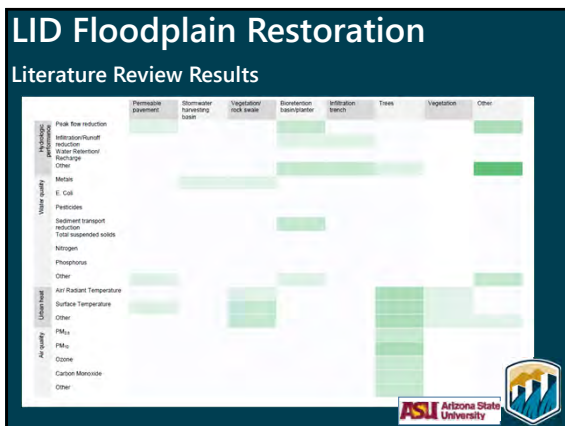 LID Floodplain Restoration
Literature Review Results
Permeable pavement
Stormwater harvesting basin
Vegetation/ rock swale
Bioretention basin/planter
Infiltration trench
Trees
Vegetation
Other
Hydrologic performance
Peak flow reduction
Infiltration/Runoff reduction
Water Retention/ Recharge
Other
Water quality
Metals
E. Coli
Pesticides
Sediment transport reduction
Total suspended solids
Nitrogen
Phosphorus
Other
Urban heat
Air/ Radiant Temperature
Surface Temperature
Other
Air quality
PM2.5
PM10
Ozone
Carbon Monoxide
Other
ASU Arizona State University